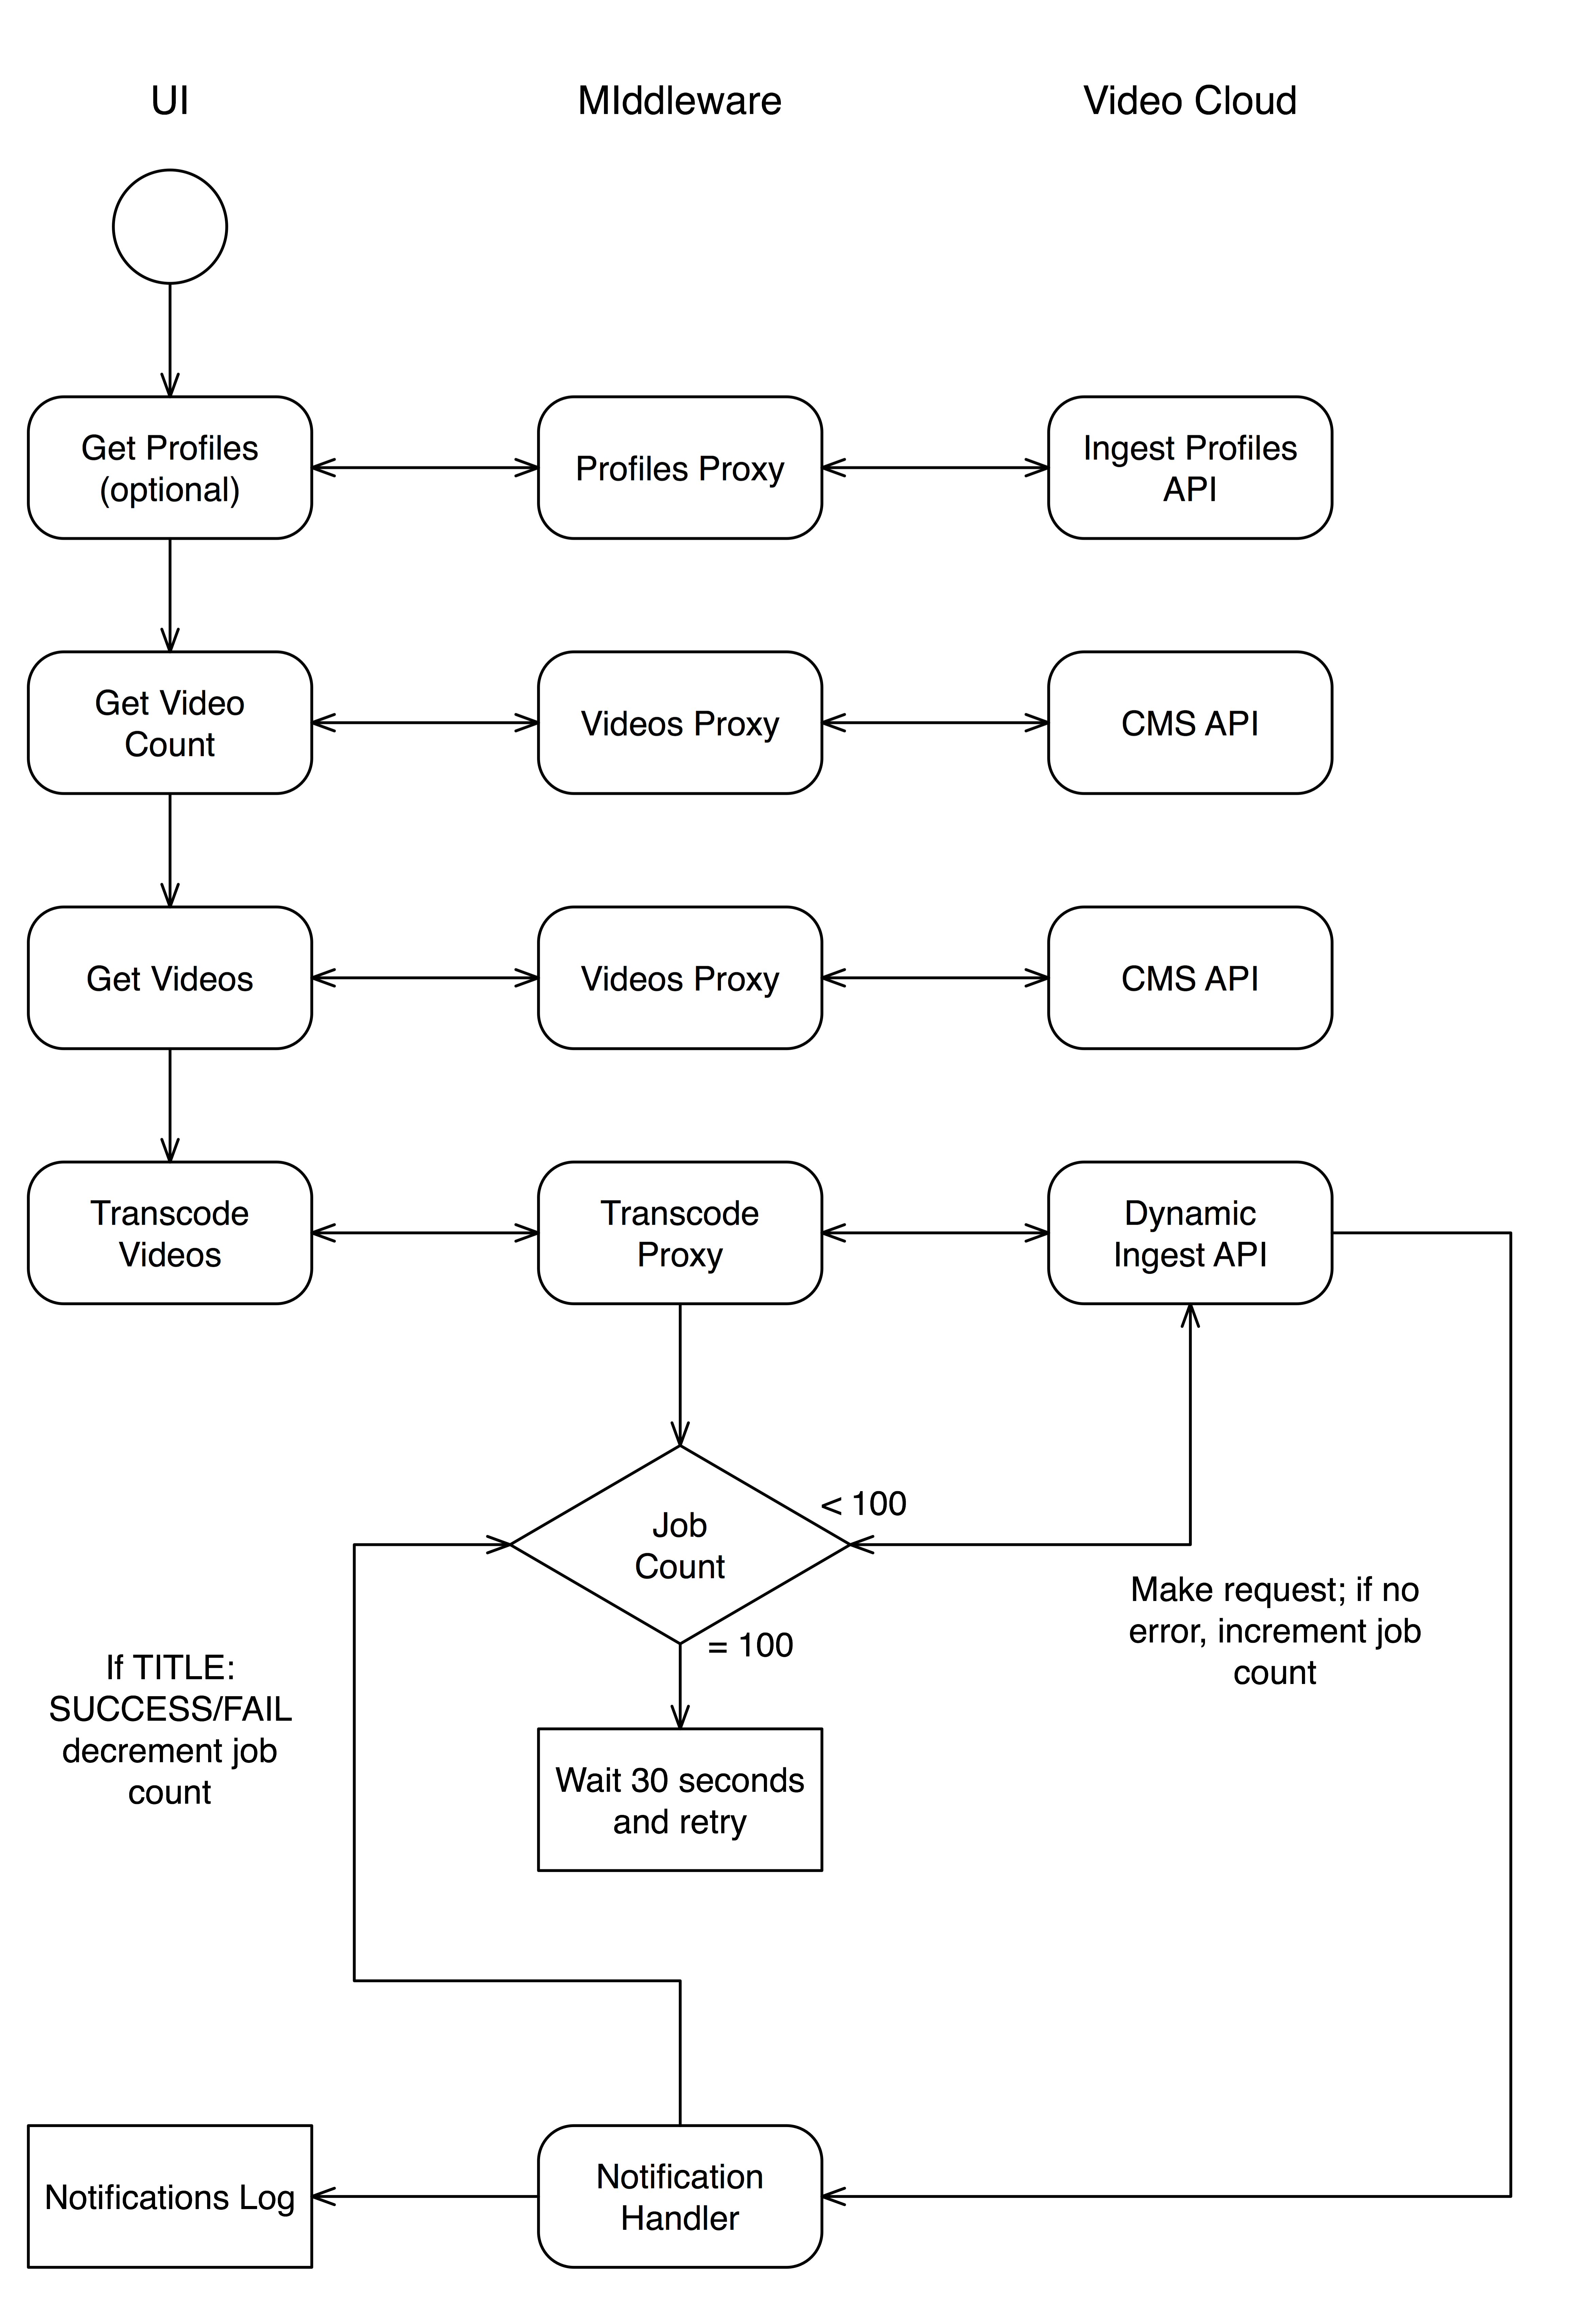 UI
MIddleware
Video Cloud
Get Profiles
(optional)
Profiles Proxy
Ingest Profiles
API
Get Video
Count
Videos Proxy
CMS API
Get Videos
Videos Proxy
CMS API
Transcode
Videos
Transcode
Proxy
Dynamic
Ingest API
< 100
Job
Count
= 100
Make request; if no
error, increment job
count
If TITLE:
SUCCESS/FAIL
decrement job
count
Wait 30 seconds
and retry
Notifications Log
Notification
Handler